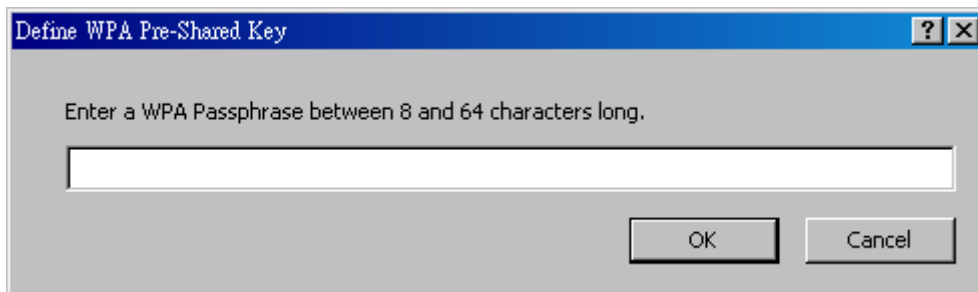 Define WPA Pre-Shared Key
Enter a WPA Passphrase between 8 and 64 characters long.
OK Cancel